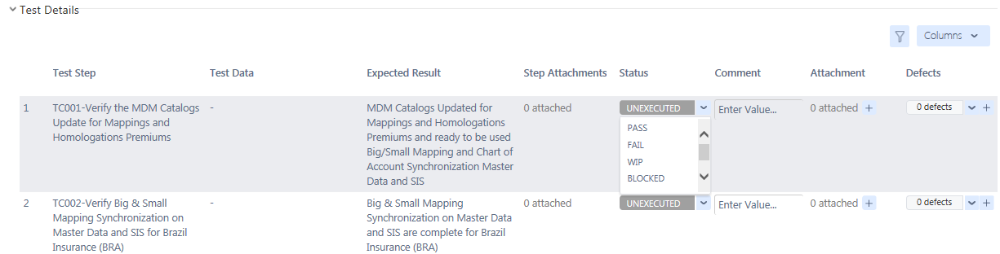 Test Details
Columns
Test Step Test Data Expected Result Step Attachments Status Comment Attachment Defects
1 TC001-Verify the MDM Catalogs - MDM Catalogs Updated for 0 attached UNEXECUTED Enter Value... 0 attached + 0 defects +
Update for Mappings and Mappings and Homologations
Homologations Premiums Premiums and ready to be used
Big/Small Mapping and Chart of
Account Synchronization Master
Data and SIS
PASS
FAIL
WIP
BLOCKED
2 TC002-Verify Big & Small - Big & Small Mapping 0 attached UNEXECUTED Enter Value... 0 attached + 0 defects +
Mapping Synchronization on Synchronization on Master Data
Master Data and SIS for Brazil and SIS are complete for Brazil
Insurance (BRA) Insurance (BRA)